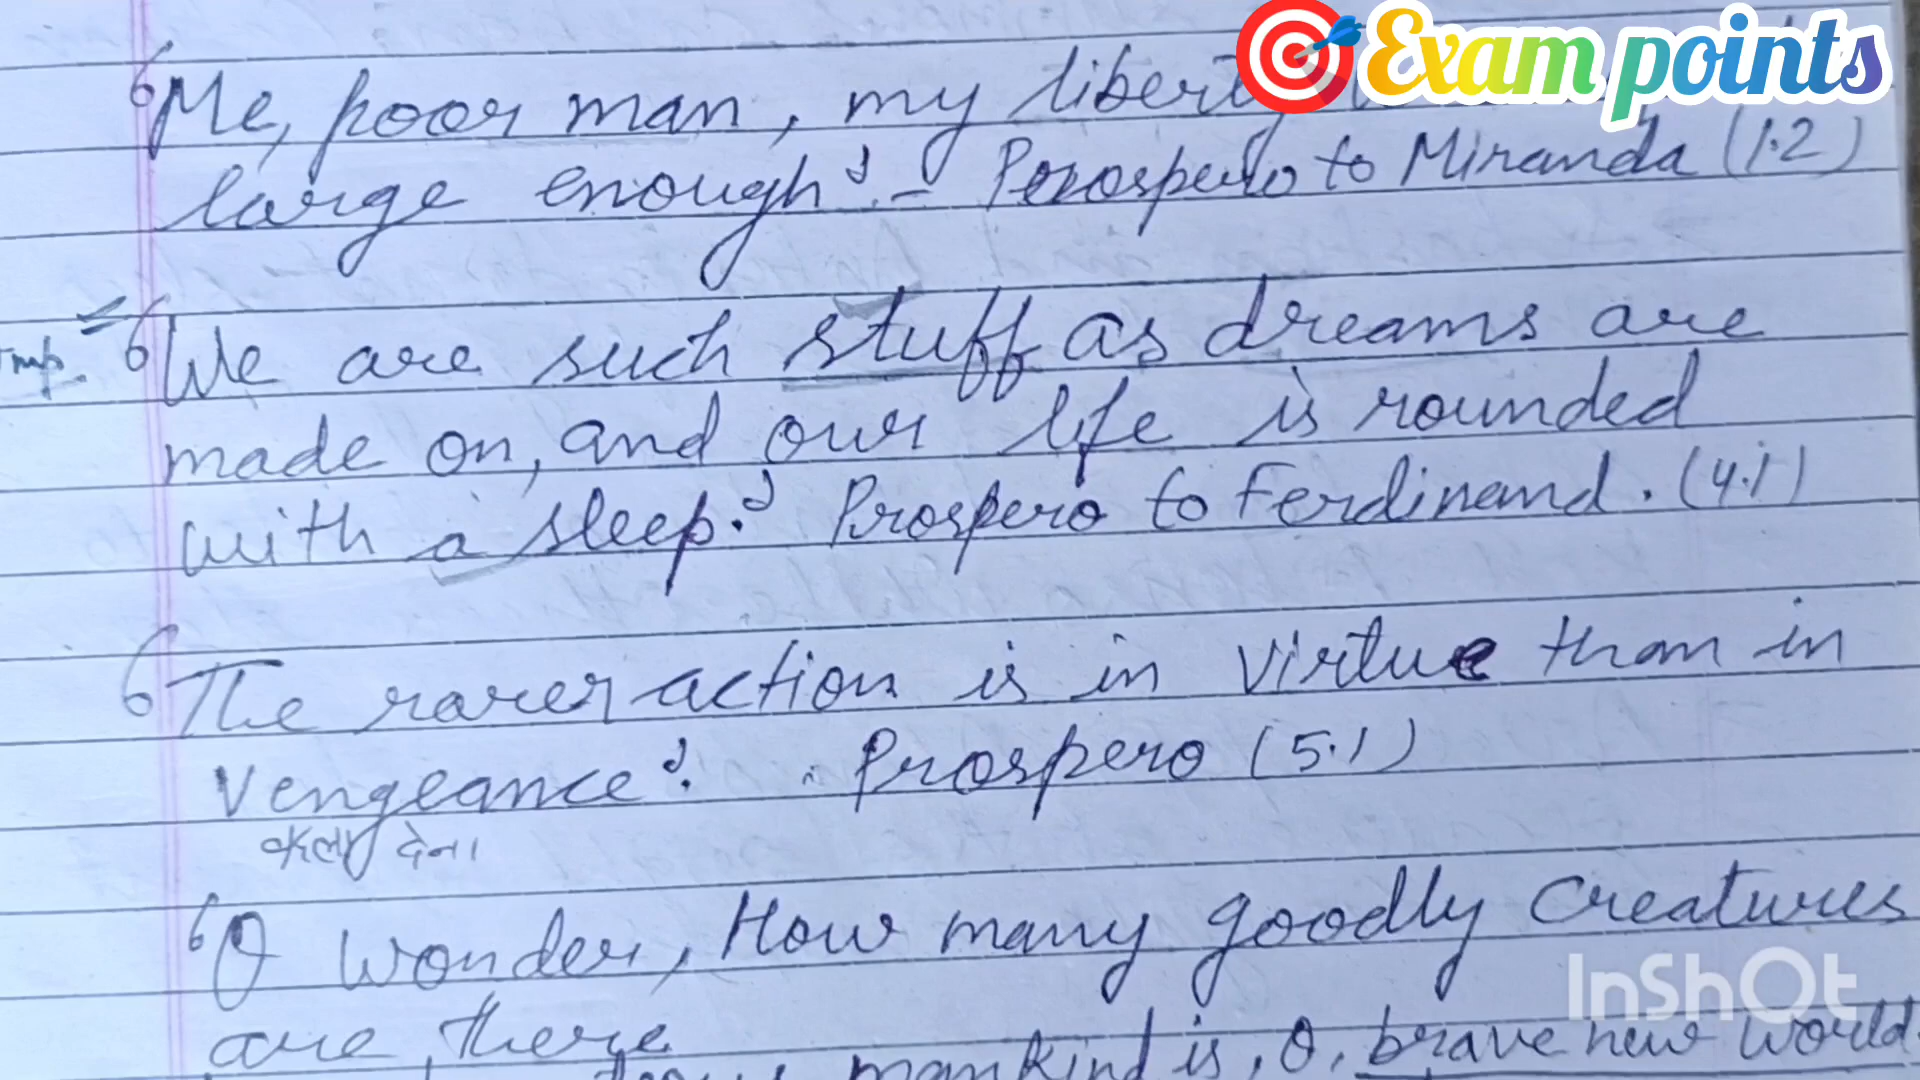 Exam points
'Me, poor man, my liberty
large enough'. - Perospero to Miranda (1.2)
Imp. 'We are such stuff as dreams are
made on, and our life is rounded
with a sleep.' Prospero to Ferdinand. (4.1)
'The rarer action is in virtue than in
vengeance'. Prospero (5.1)
देना
'O wonder, How many goodly creatures
are there
mankind is, O, brave new world.
InShOt